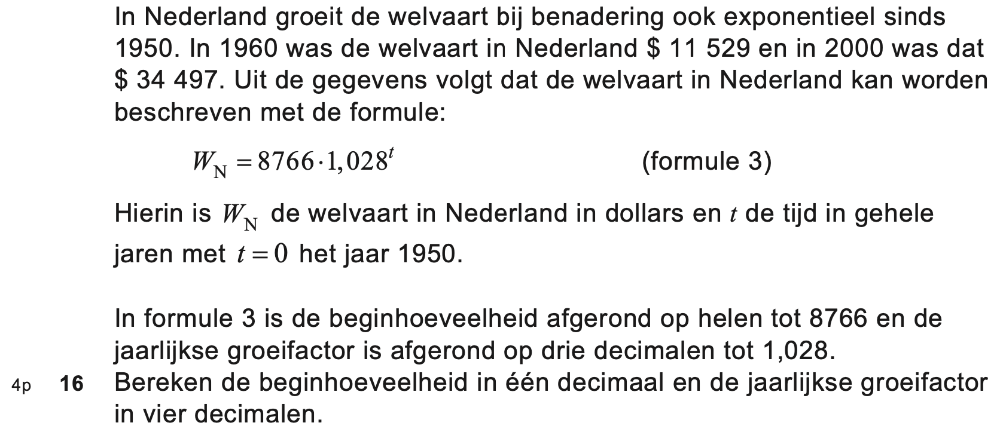 In Nederland groeit de welvaart bij benadering ook exponentieel sinds
1950. In 1960 was de welvaart in Nederland $ 11 529 en in 2000 was dat
$ 34 497. Uit de gegevens volgt dat de welvaart in Nederland kan worden
beschreven met de formule:
W_N = 8766 · 1,028^t (formule 3)
Hierin is W_N de welvaart in Nederland in dollars en t de tijd in gehele
jaren met t = 0 het jaar 1950.
In formule 3 is de beginhoeveelheid afgerond op helen tot 8766 en de
jaarlijkse groeifactor is afgerond op drie decimalen tot 1,028.
4p 16 Bereken de beginhoeveelheid in één decimaal en de jaarlijkse groeifactor
in vier decimalen.